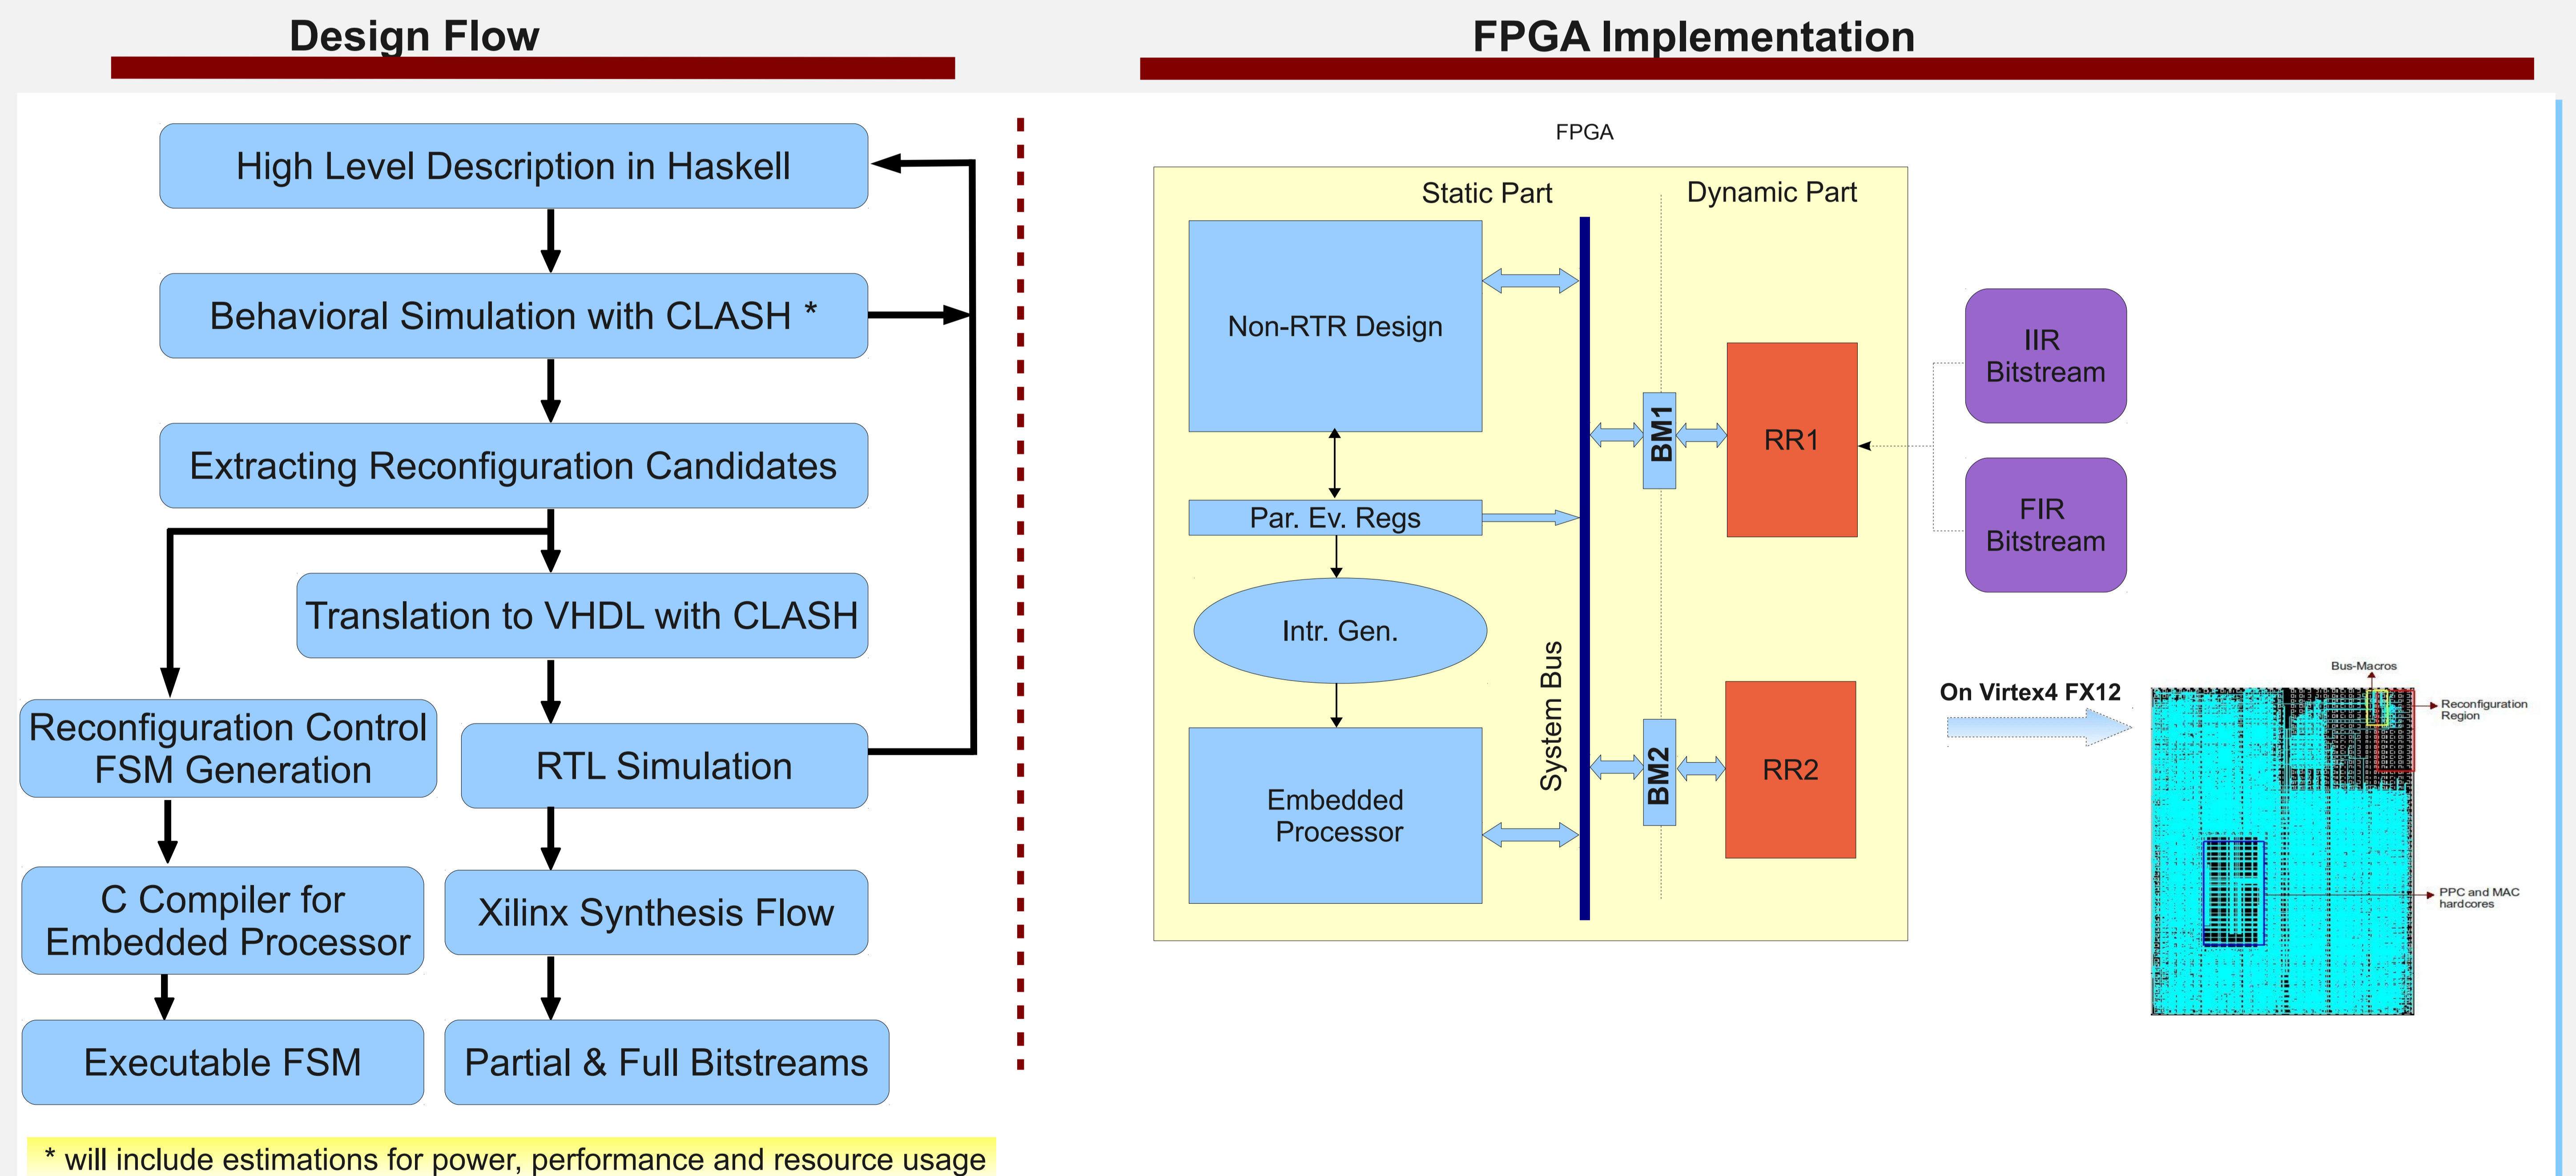 Design Flow
High Level Description in Haskell
Behavioral Simulation with CLASH *
Extracting Reconfiguration Candidates
Translation to VHDL with CLASH
Reconfiguration Control
FSM Generation
RTL Simulation
C Compiler for
Embedded Processor
Xilinx Synthesis Flow
Executable FSM
Partial & Full Bitstreams
* will include estimations for power, performance and resource usage
FPGA Implementation
FPGA
Static Part
Dynamic Part
Non-RTR Design
Par. Ev. Regs
Intr. Gen.
Embedded
Processor
System Bus
BM1
BM2
RR1
RR2
IIR
Bitstream
FIR
Bitstream
On Virtex4 FX12
Bus-Macros
Reconfiguration
Region
PPC and MAC
hardcores